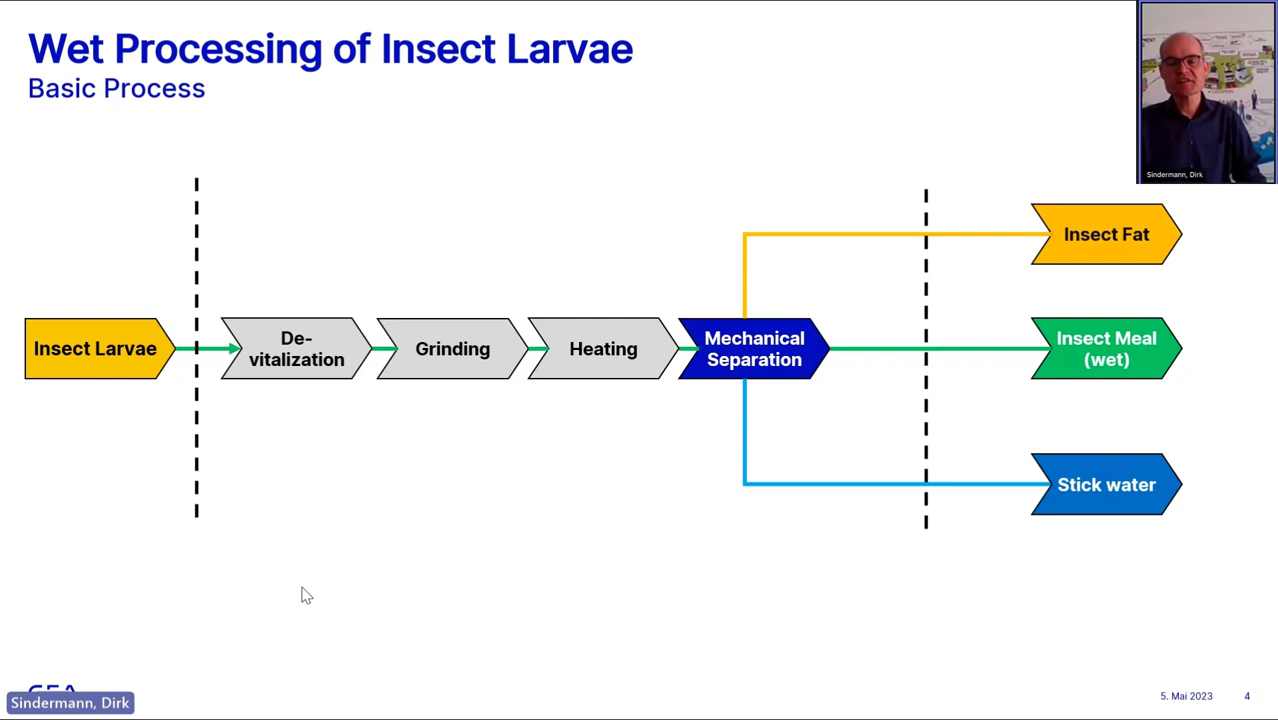 Wet Processing of Insect Larvae
Basic Process
Sindermann, Dirk
Insect Fat
Insect Larvae
De-
vitalization
Grinding
Heating
Mechanical
Separation
Insect Meal
(wet)
Stick water
Sindermann, Dirk
5. Mai 2023
4